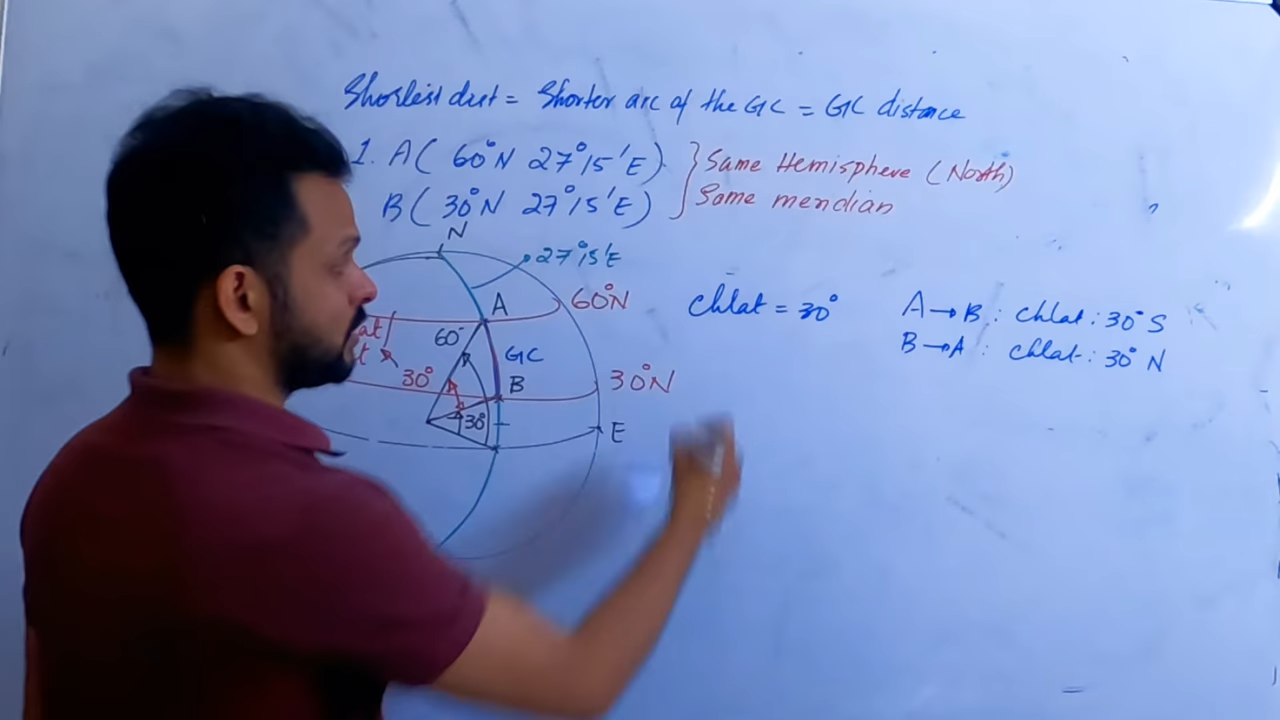 Shortest dist = Shorter arc of the GC = GC distance
1. A ( 60°N 27°15'E )
B ( 30°N 27°15'E )
} Same Hemisphere (North)
Same meridian
N
27°15'E
60°N
A
60°
GC
B
30°
30°N
30°
E
chlat = 30°
A → B : chlat : 30° S
B → A : chlat : 30° N